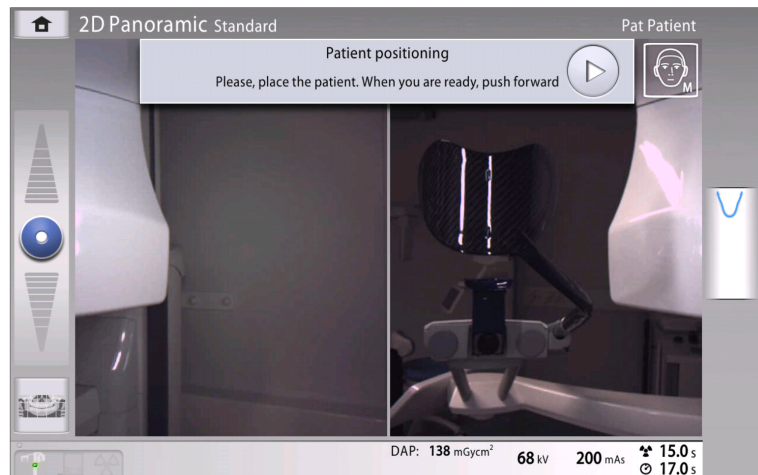 2D Panoramic Standard
Pat Patient
Patient positioning
Please, place the patient. When you are ready, push forward
M
DAP: 138 mGycm² 68 kV 200 mAs 15.0 s
17.0 s